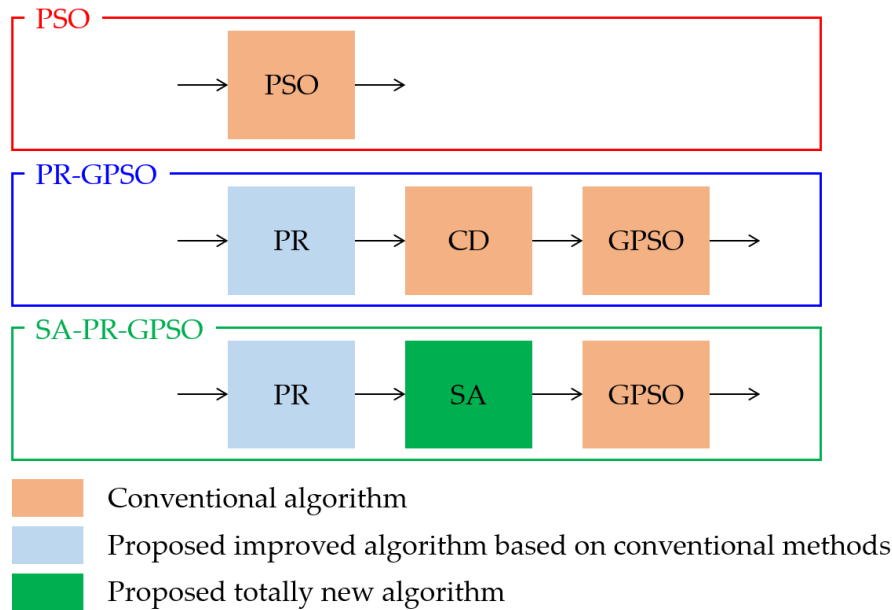 PSO
PSO
PR-GPSO
PR
CD
GPSO
SA-PR-GPSO
PR
SA
GPSO
Conventional algorithm
Proposed improved algorithm based on conventional methods
Proposed totally new algorithm